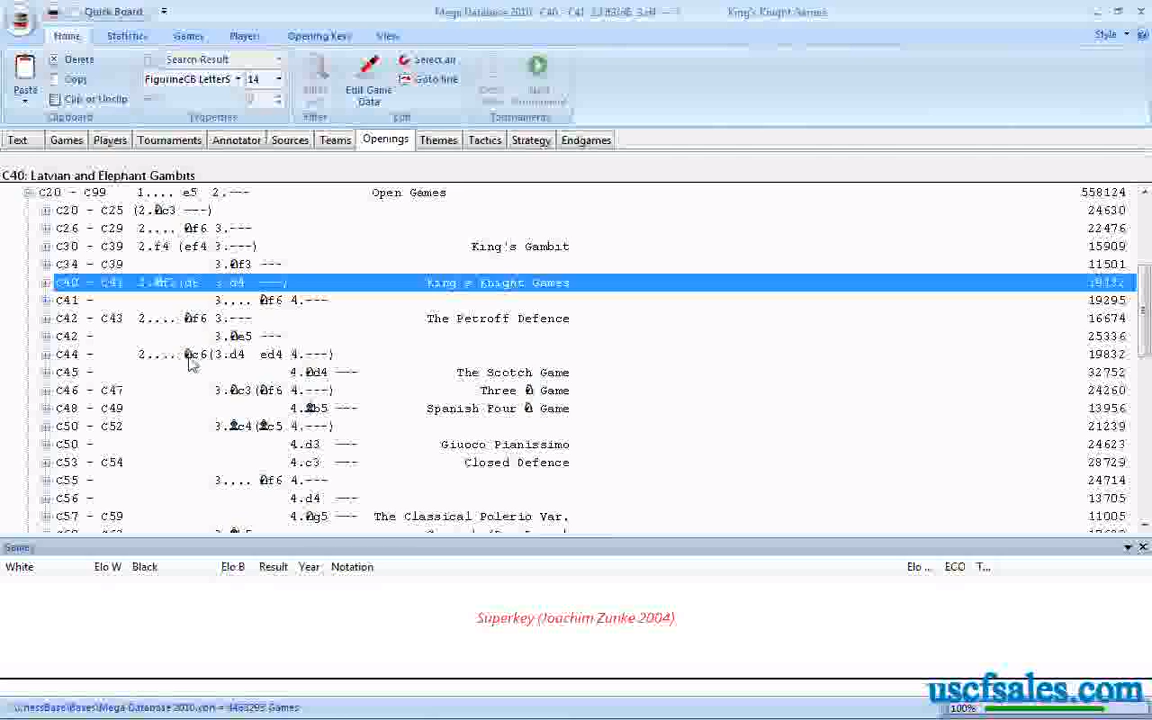 Quick Board
Mega Database 2010 C40 - C41
King's Knight Games
Home Statistics Games Players Opening Keys View
Style
Delete
Copy
Paste
Clip or Unclip
Clipboard
Search Result
FigurineCB LetterS 14
Properties
Filter
Edit Game Data
Select all
Goto line
Edit
Next Tournament
Tournaments
Text Games Players Tournaments Annotator Sources Teams Openings Themes Tactics Strategy Endgames
C40: Latvian and Elephant Gambits
C20 - C99 1.... e5 2.--- Open Games 558124
C20 - C25 (2.♘c3 ---) 24630
C26 - C29 2.... ♘f6 3.--- 22476
C30 - C39 2.f4 (ef4 3.---) King's Gambit 15909
C34 - C39 3.♘f3 --- 11501
C40 - C41 King's Knight Games
C41 - 3.... ♘f6 4.--- 19295
C42 - C43 2.... ♘f6 3.--- The Petroff Defence 16674
C42 - 3.♘e5 --- 25336
C44 - 2.... ♘c6(3.d4 ed4 4.---) 19832
C45 - 4.♘d4 --- The Scotch Game 32752
C46 - C47 3.♘c3(♘f6 4.---) Three ♘ Game 24260
C48 - C49 4.♗b5 --- Spanish Four ♘ Game 13956
C50 - C52 3.♗c4(♗c5 4.---) 21239
C50 - 4.d3 --- Giuoco Pianissimo 24623
C53 - C54 4.c3 --- Closed Defence 28729
C55 - 3.... ♘f6 4.--- 24714
C56 - 4.d4 --- 13705
C57 - C59 4.♘g5 --- The Classical Polerio Var. 11005
White Elo W Black Elo B Result Year Notation Elo ... ECO T...
Superkey (Joachim Zunke 2004)
uscfsales.com
100%